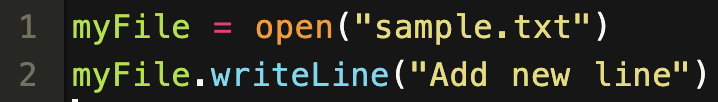 1 myFile = open("sample.txt")
2 myFile.writeLine("Add new line")